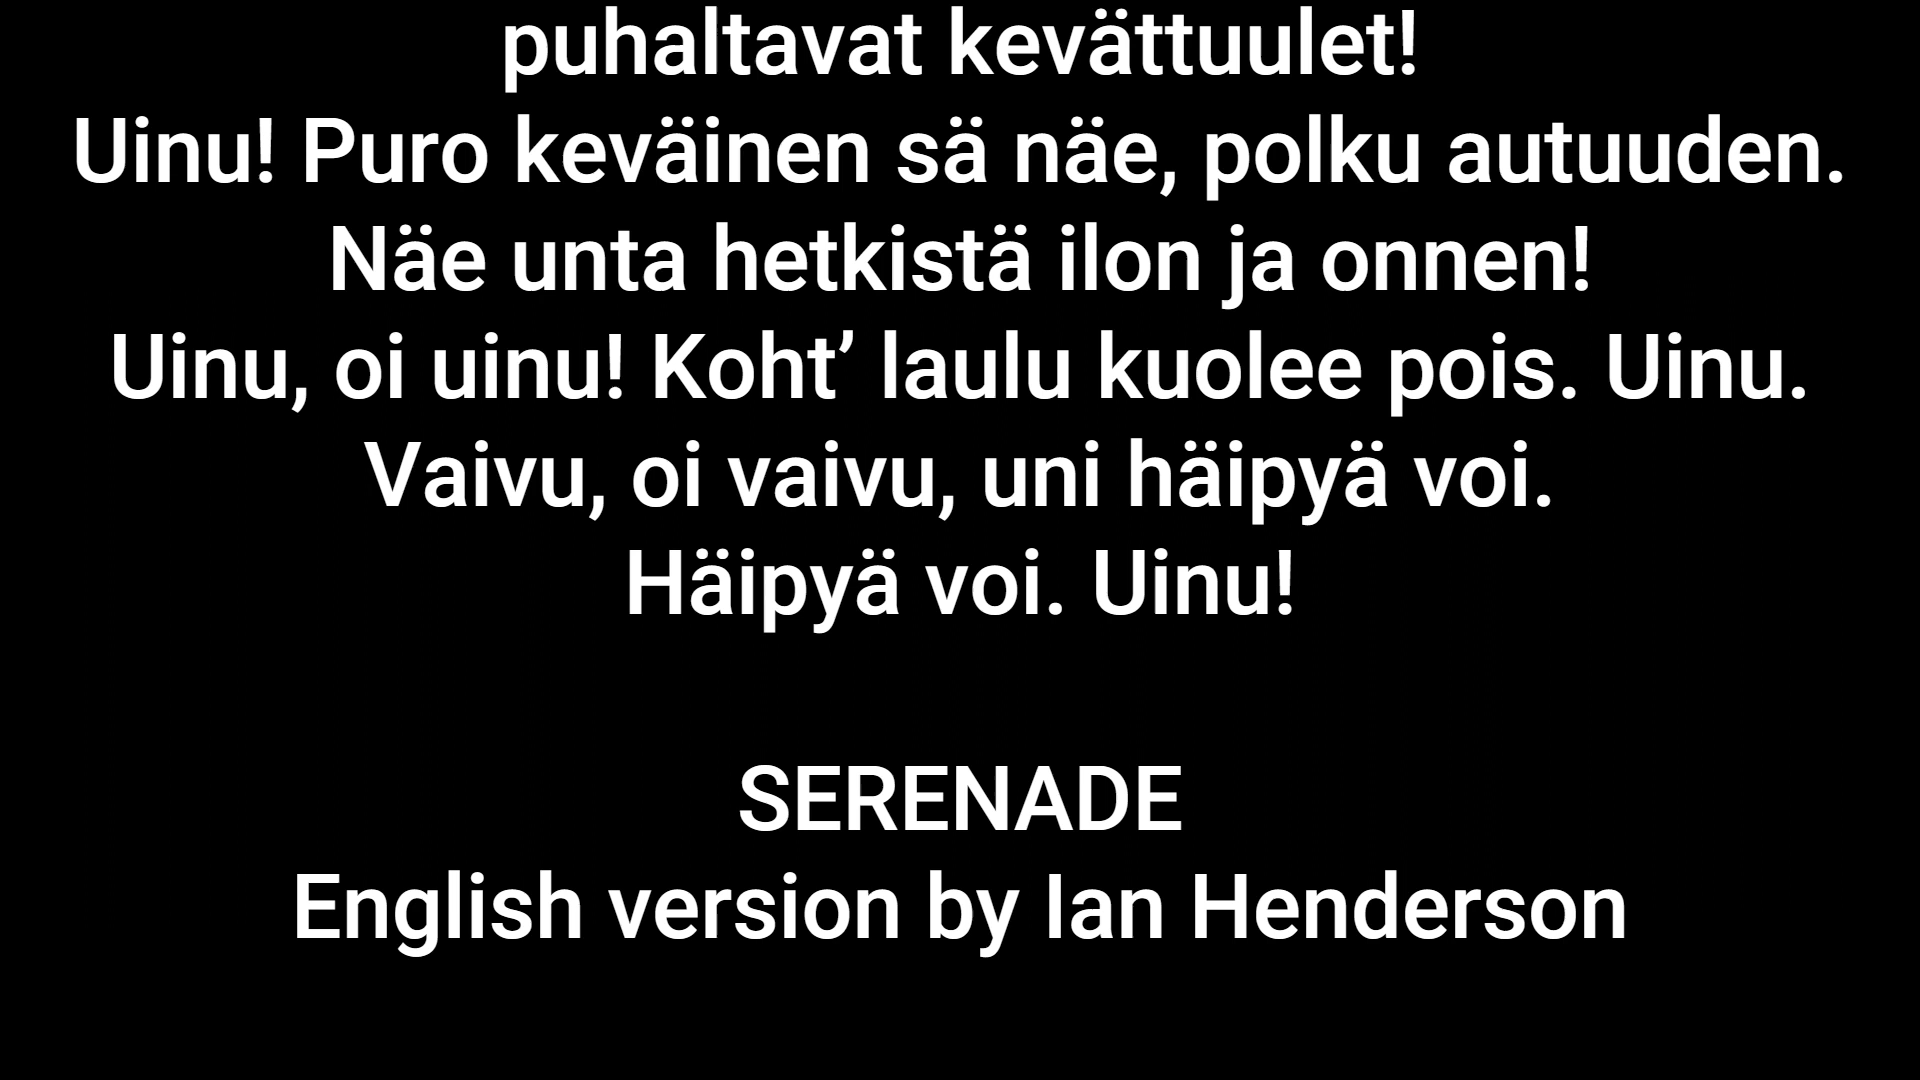 puhaltavat kevättuulet!
Uinu! Puro keväinen sä näe, polku autuuden.
Näe unta hetkistä ilon ja onnen!
Uinu, oi uinu! Koht’ laulu kuolee pois. Uinu.
Vaivu, oi vaivu, uni häipyä voi.
Häipyä voi. Uinu!
SERENADE
English version by Ian Henderson